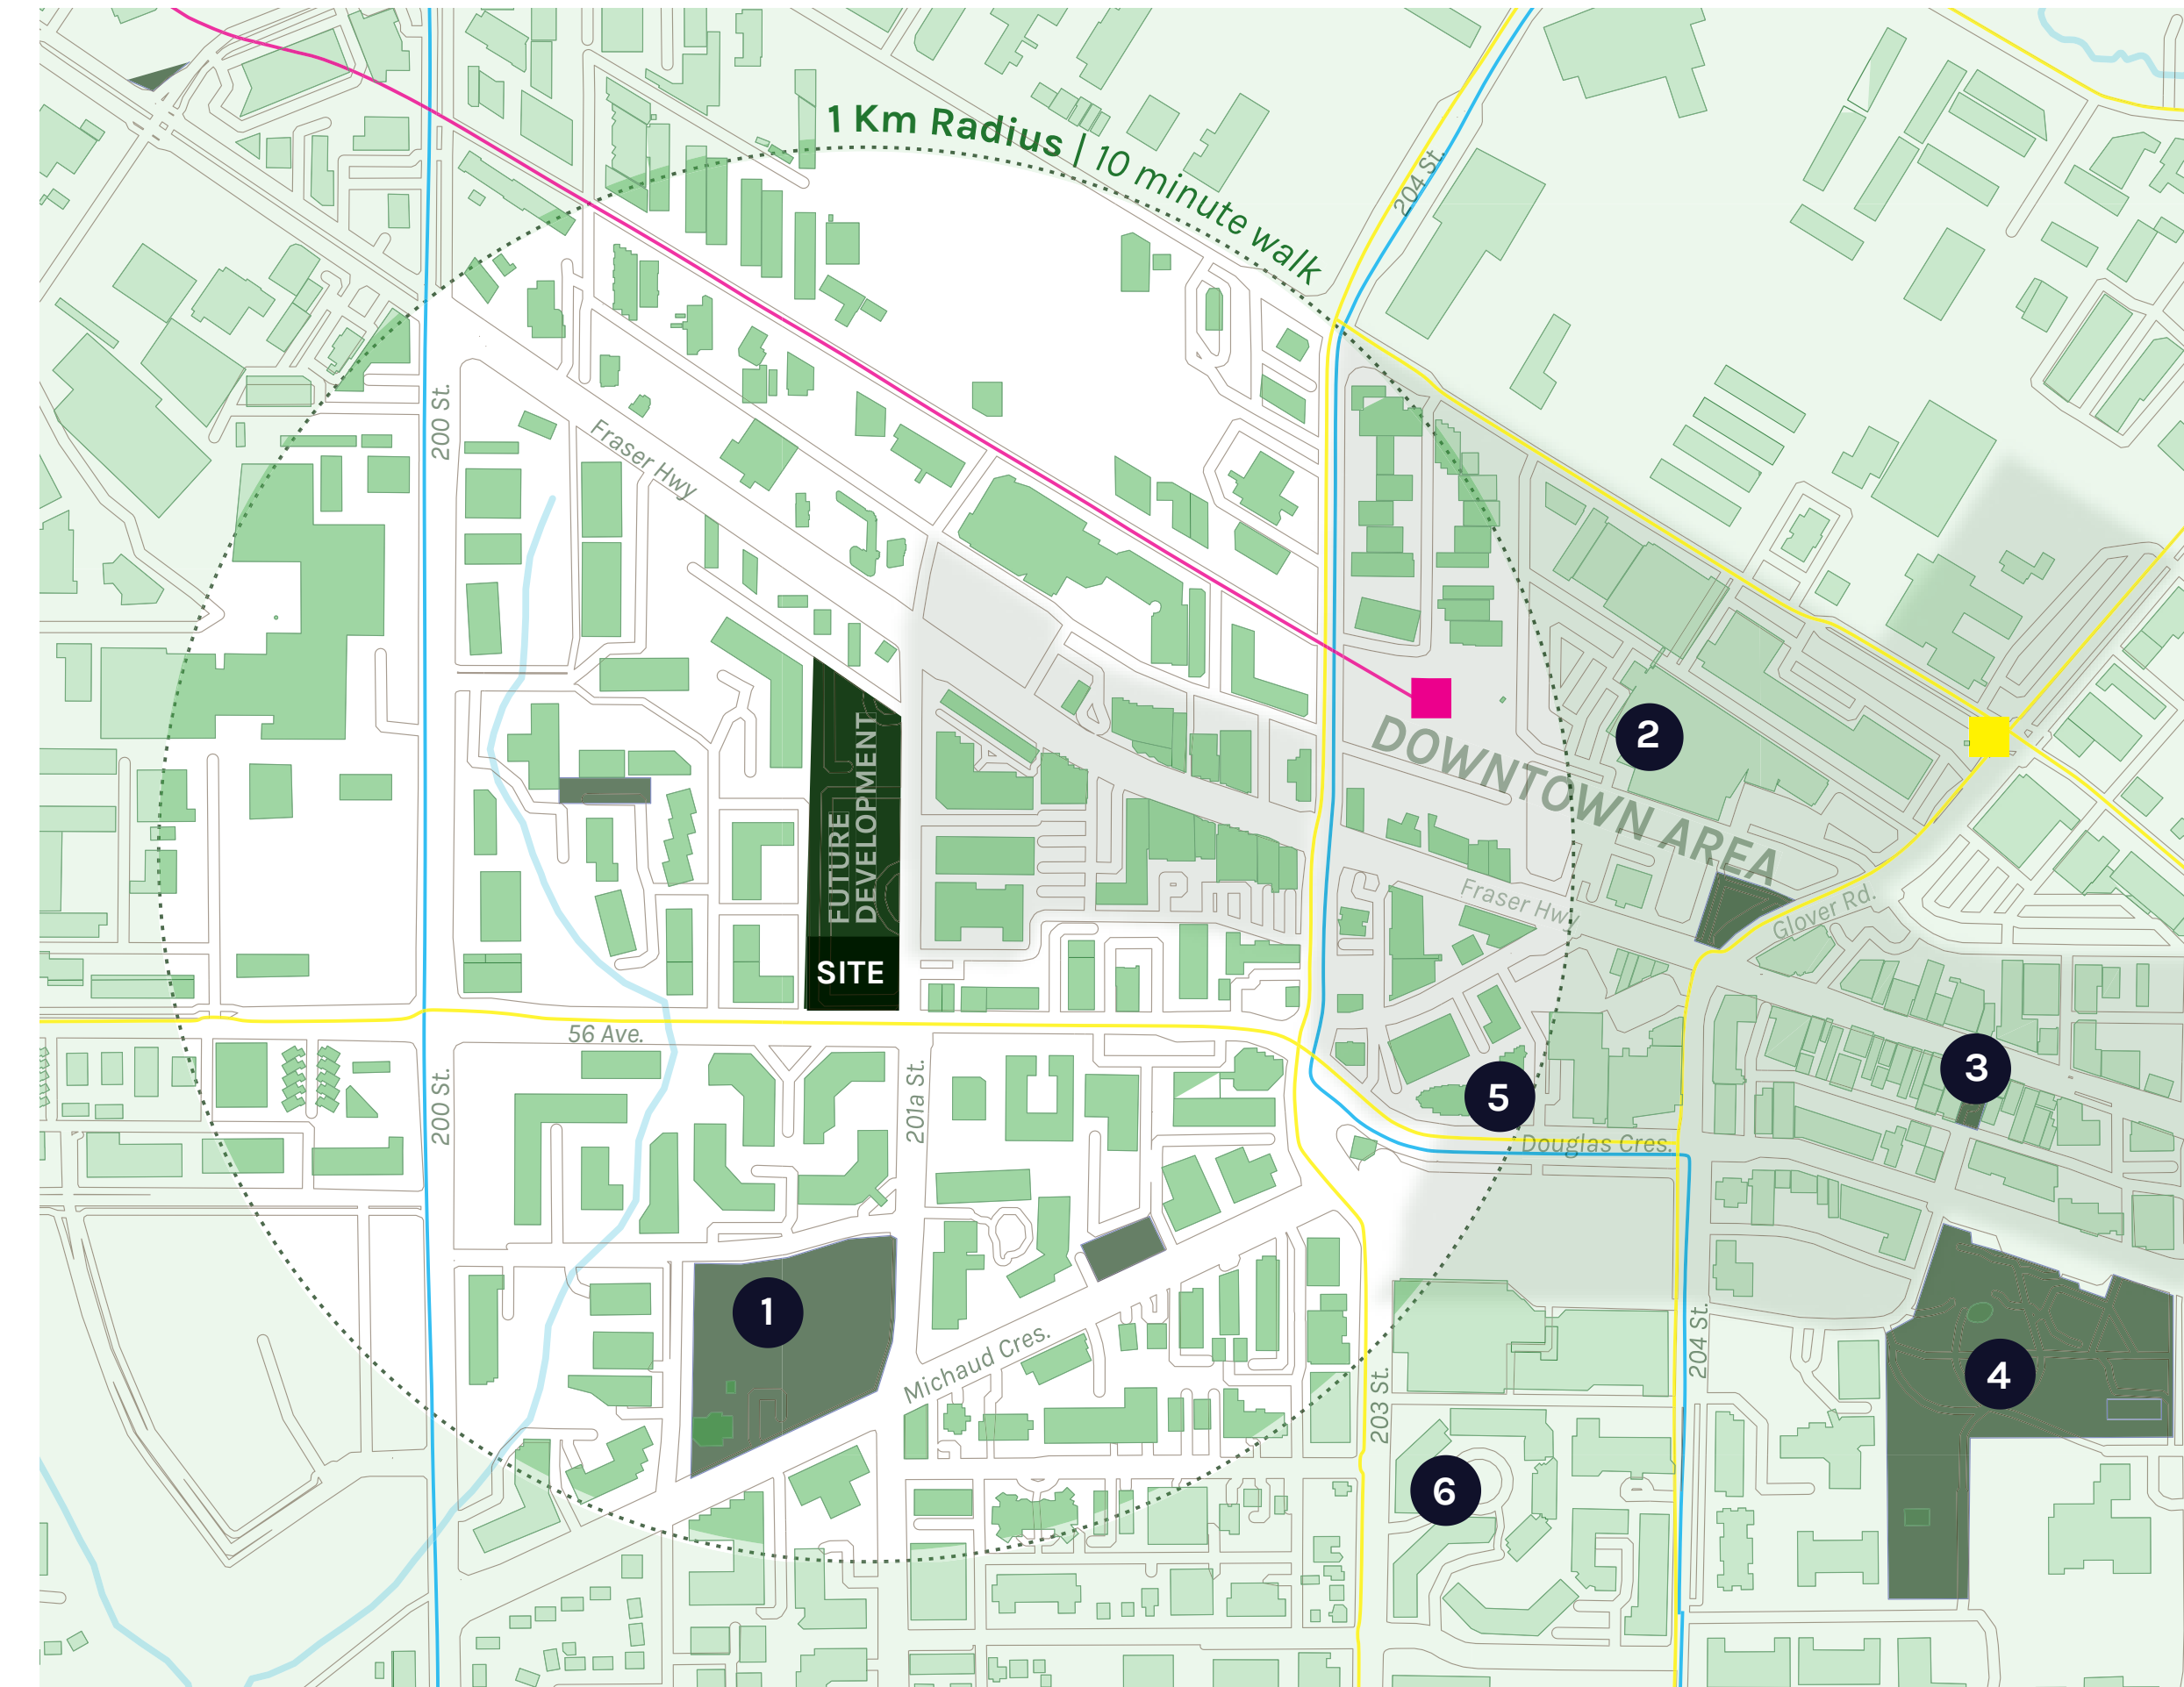 1 Km Radius | 10 minute walk
204 St.
200 St.
Fraser Hwy
FUTURE
DEVELOPMENT
SITE
DOWNTOWN AREA
2
Fraser Hwy
Glover Rd.
56 Ave.
200 St.
201a St.
5
3
Douglas Cres.
1
Michaud Cres.
203 St.
204 St.
4
6